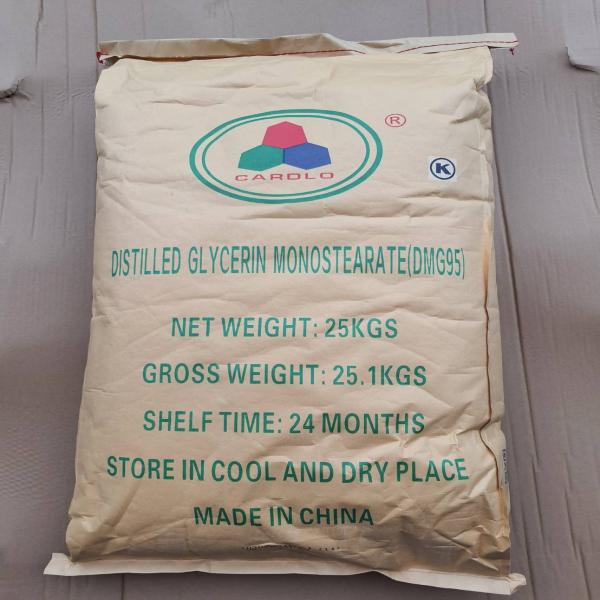 ®
CARDLO
K
DISTILLED GLYCERIN MONOSTEARATE(DMG95)
NET WEIGHT: 25KGS
GROSS WEIGHT: 25.1KGS
SHELF TIME: 24 MONTHS
STORE IN COOL AND DRY PLACE
MADE IN CHINA